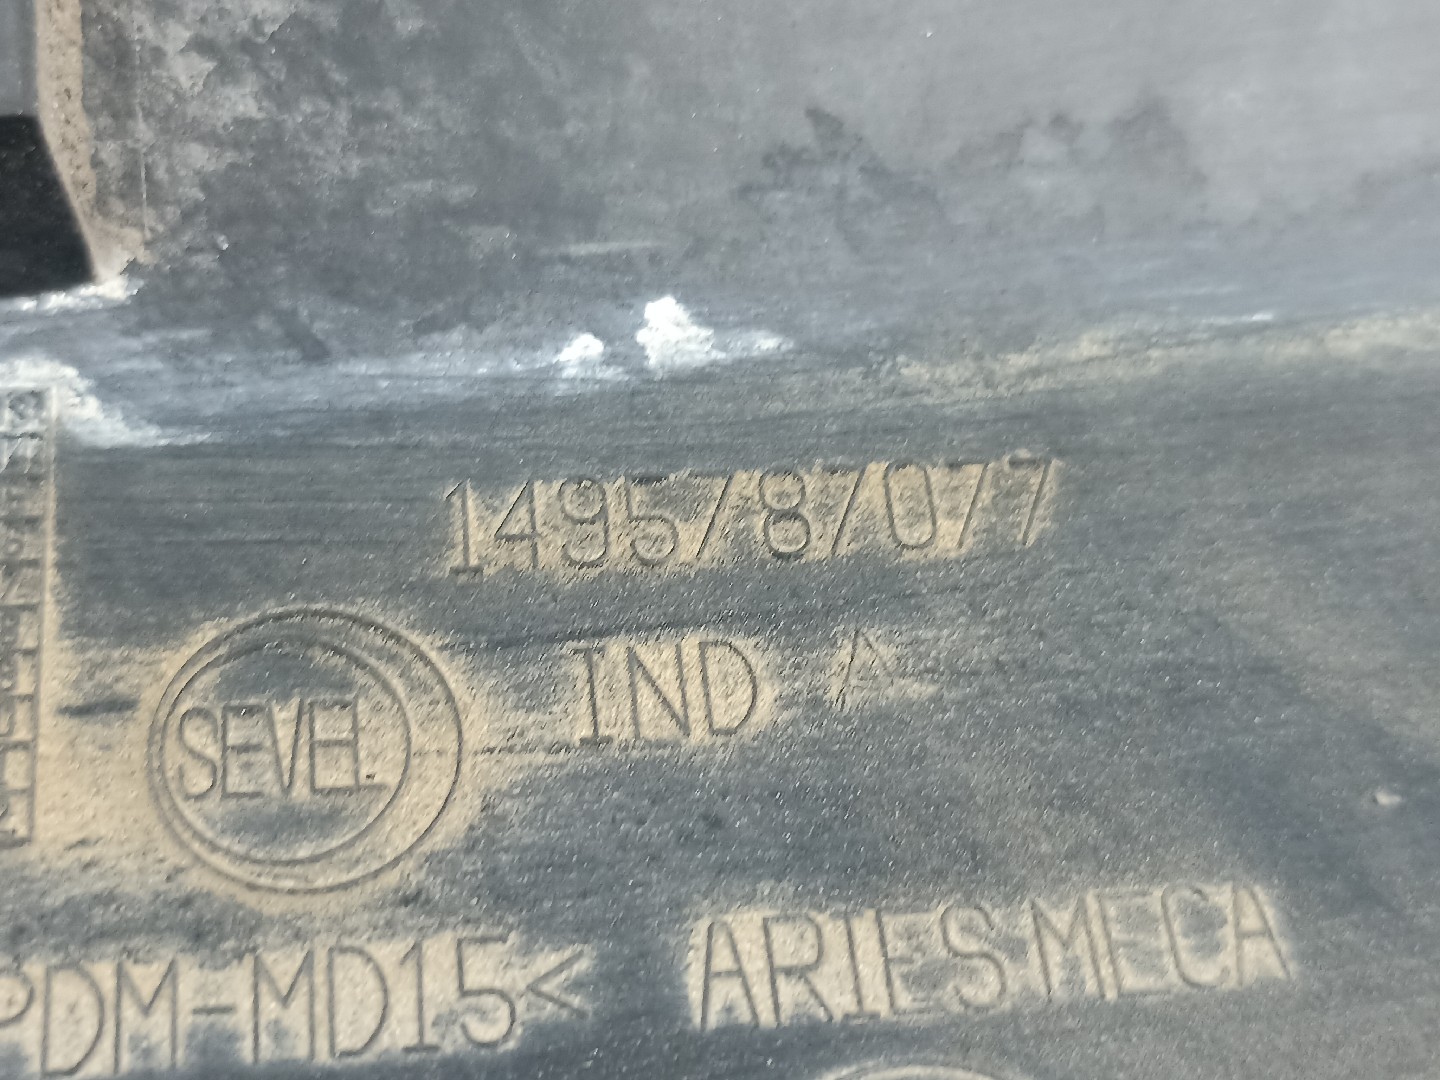 1495787077
IND A
SEVEL
PDM-MD15<
ARIES MECA